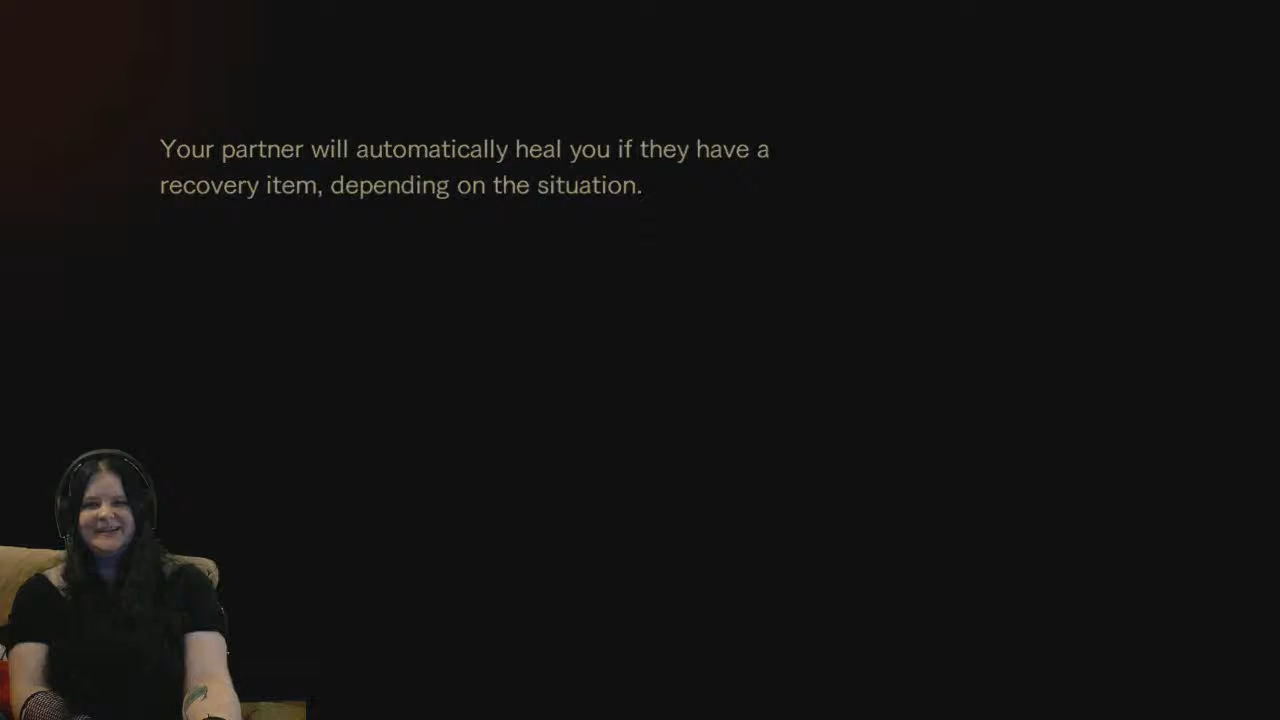 Your partner will automatically heal you if they have a
recovery item, depending on the situation.